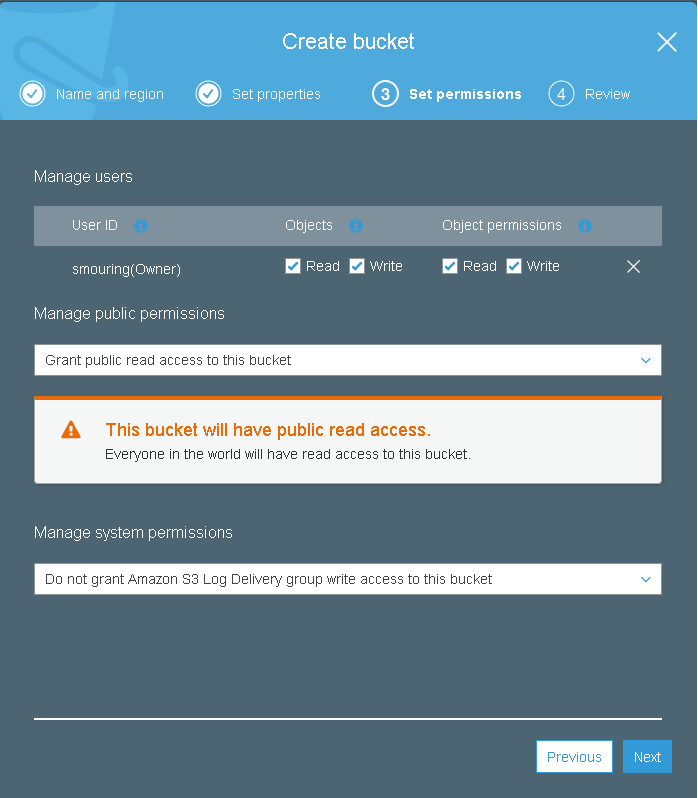 Create bucket
Name and region Set properties 3 Set permissions 4 Review
Manage users
User ID Objects Object permissions
smouring(Owner) Read Write Read Write
Manage public permissions
Grant public read access to this bucket
This bucket will have public read access.
Everyone in the world will have read access to this bucket.
Manage system permissions
Do not grant Amazon S3 Log Delivery group write access to this bucket
Previous Next